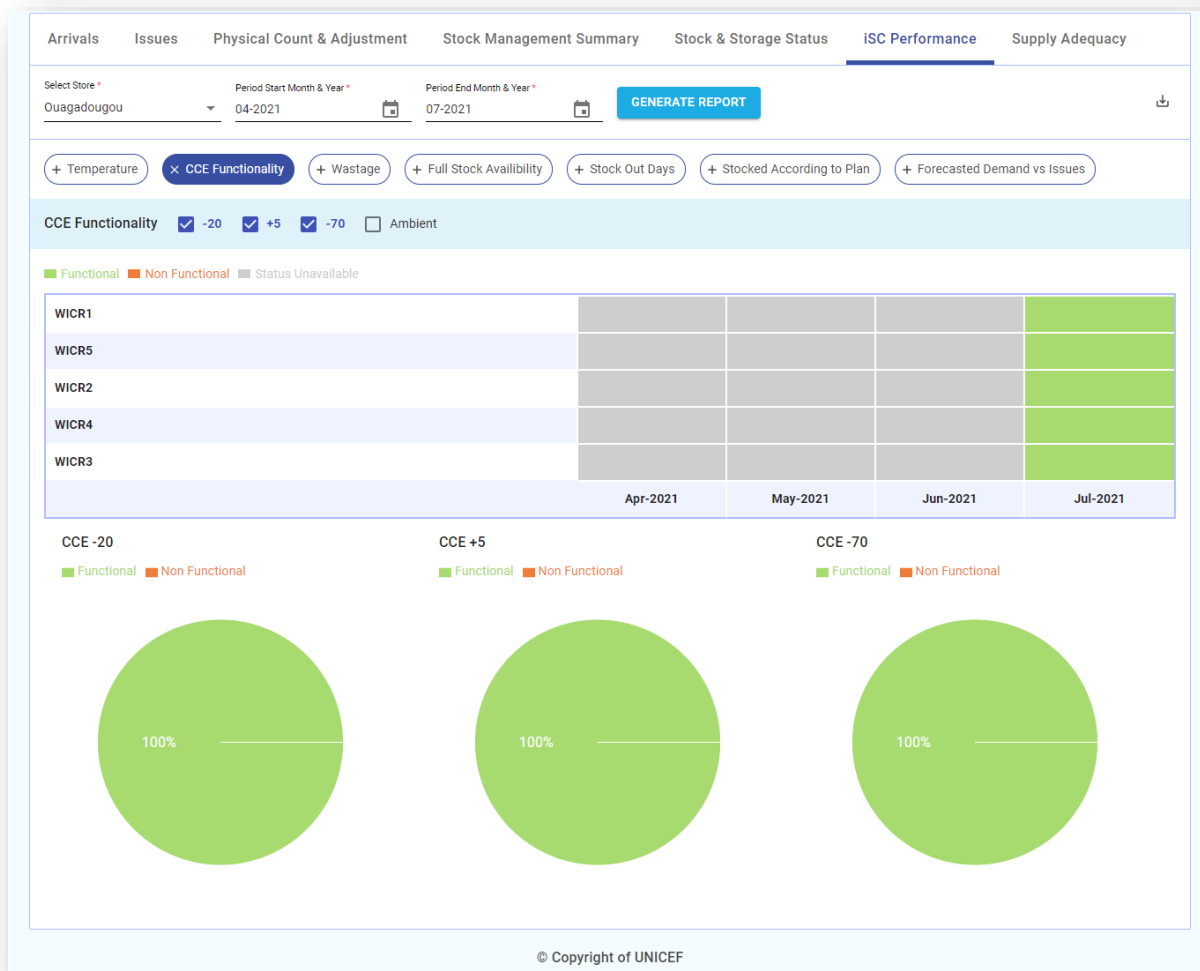 Arrivals Issues Physical Count & Adjustment Stock Management Summary Stock & Storage Status iSC Performance Supply Adequacy
Select Store * Period Start Month & Year * Period End Month & Year *
Ouagadougou 04-2021 07-2021 GENERATE REPORT
+ Temperature × CCE Functionality + Wastage + Full Stock Availibility + Stock Out Days + Stocked According to Plan + Forecasted Demand vs Issues
CCE Functionality -20 +5 -70 Ambient
Functional Non Functional Status Unavailable
WICR1
WICR5
WICR2
WICR4
WICR3
Apr-2021 May-2021 Jun-2021 Jul-2021
CCE -20 CCE +5 CCE -70
Functional Non Functional Functional Non Functional Functional Non Functional
100% 100% 100%
© Copyright of UNICEF